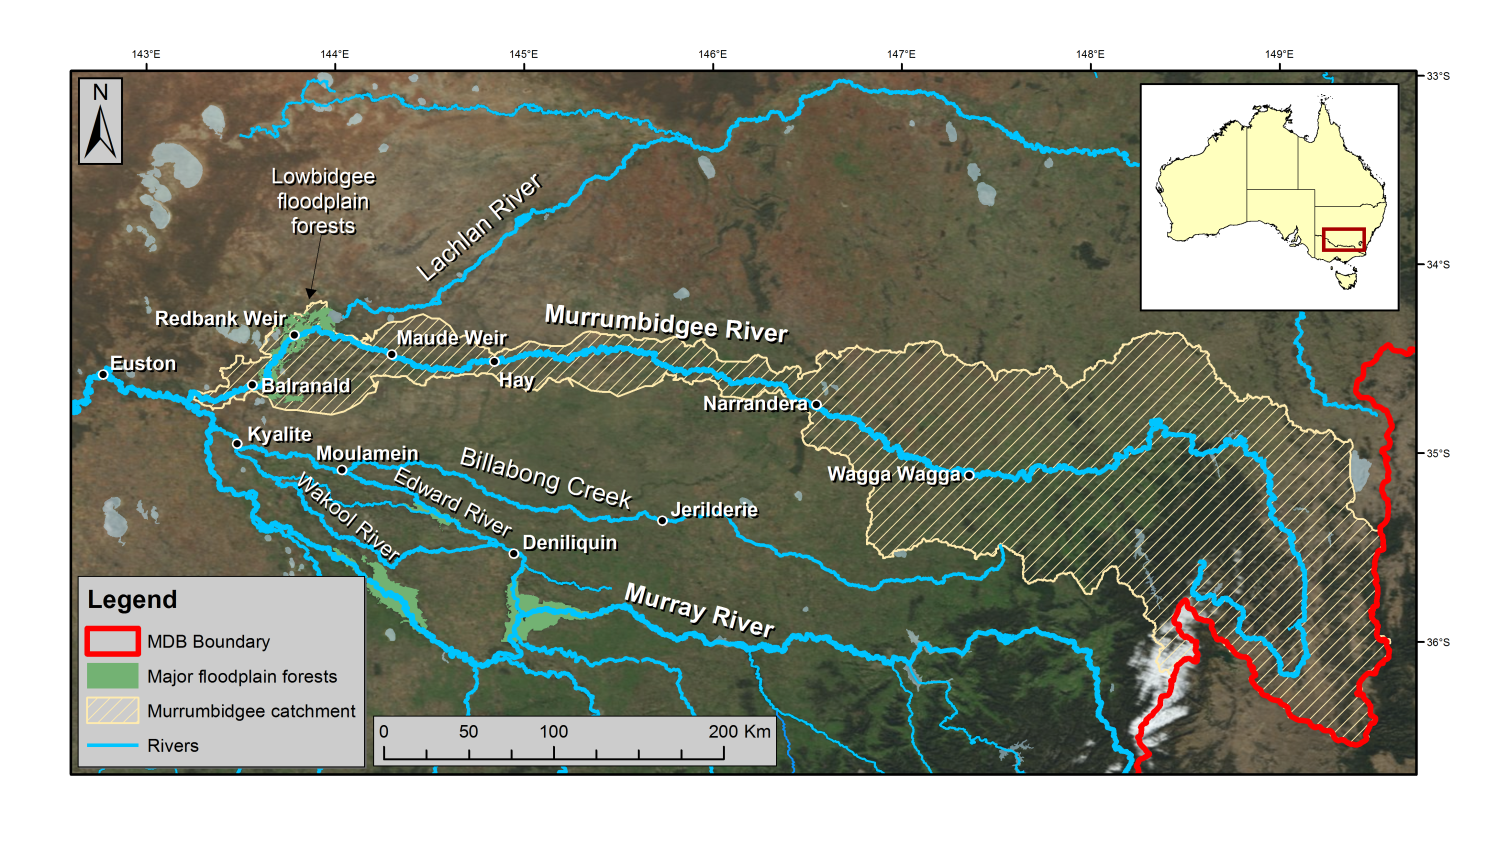 143°E
144°E
145°E
146°E
147°E
148°E
149°E
33°S
34°S
35°S
36°S
N
Lowbidgee
floodplain
forests
Lachlan River
Redbank Weir
Murrumbidgee River
Maude Weir
Euston
Hay
Balranald
Narrandera
Kyalite
Moulamein
Billabong Creek
Wagga Wagga
Edward River
Wakool River
Jerilderie
Deniliquin
Murray River
Legend
MDB Boundary
Major floodplain forests
Murrumbidgee catchment
Rivers
0 50 100 200 Km